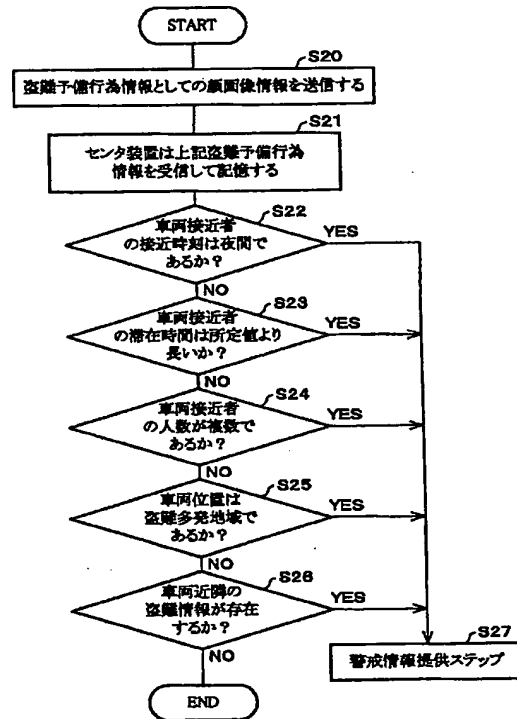 START
S20
盗難予備行為情報としての顔画像情報を送信する
S21
センタ装置は上記盗難予備行為
情報を受信して記憶する
S22
車両接近者
の接近時刻は夜間で
あるか?
YES
NO
S23
車両接近者
の滞在時間は所定値より
長いか?
YES
NO
S24
車両接近者
の人数が複数で
あるか?
YES
NO
S25
車両位置は
盗難多発地域で
あるか?
YES
NO
S26
車両近隣の
盗難情報が存在
するか?
YES
NO
S27
警戒情報提供ステップ
END